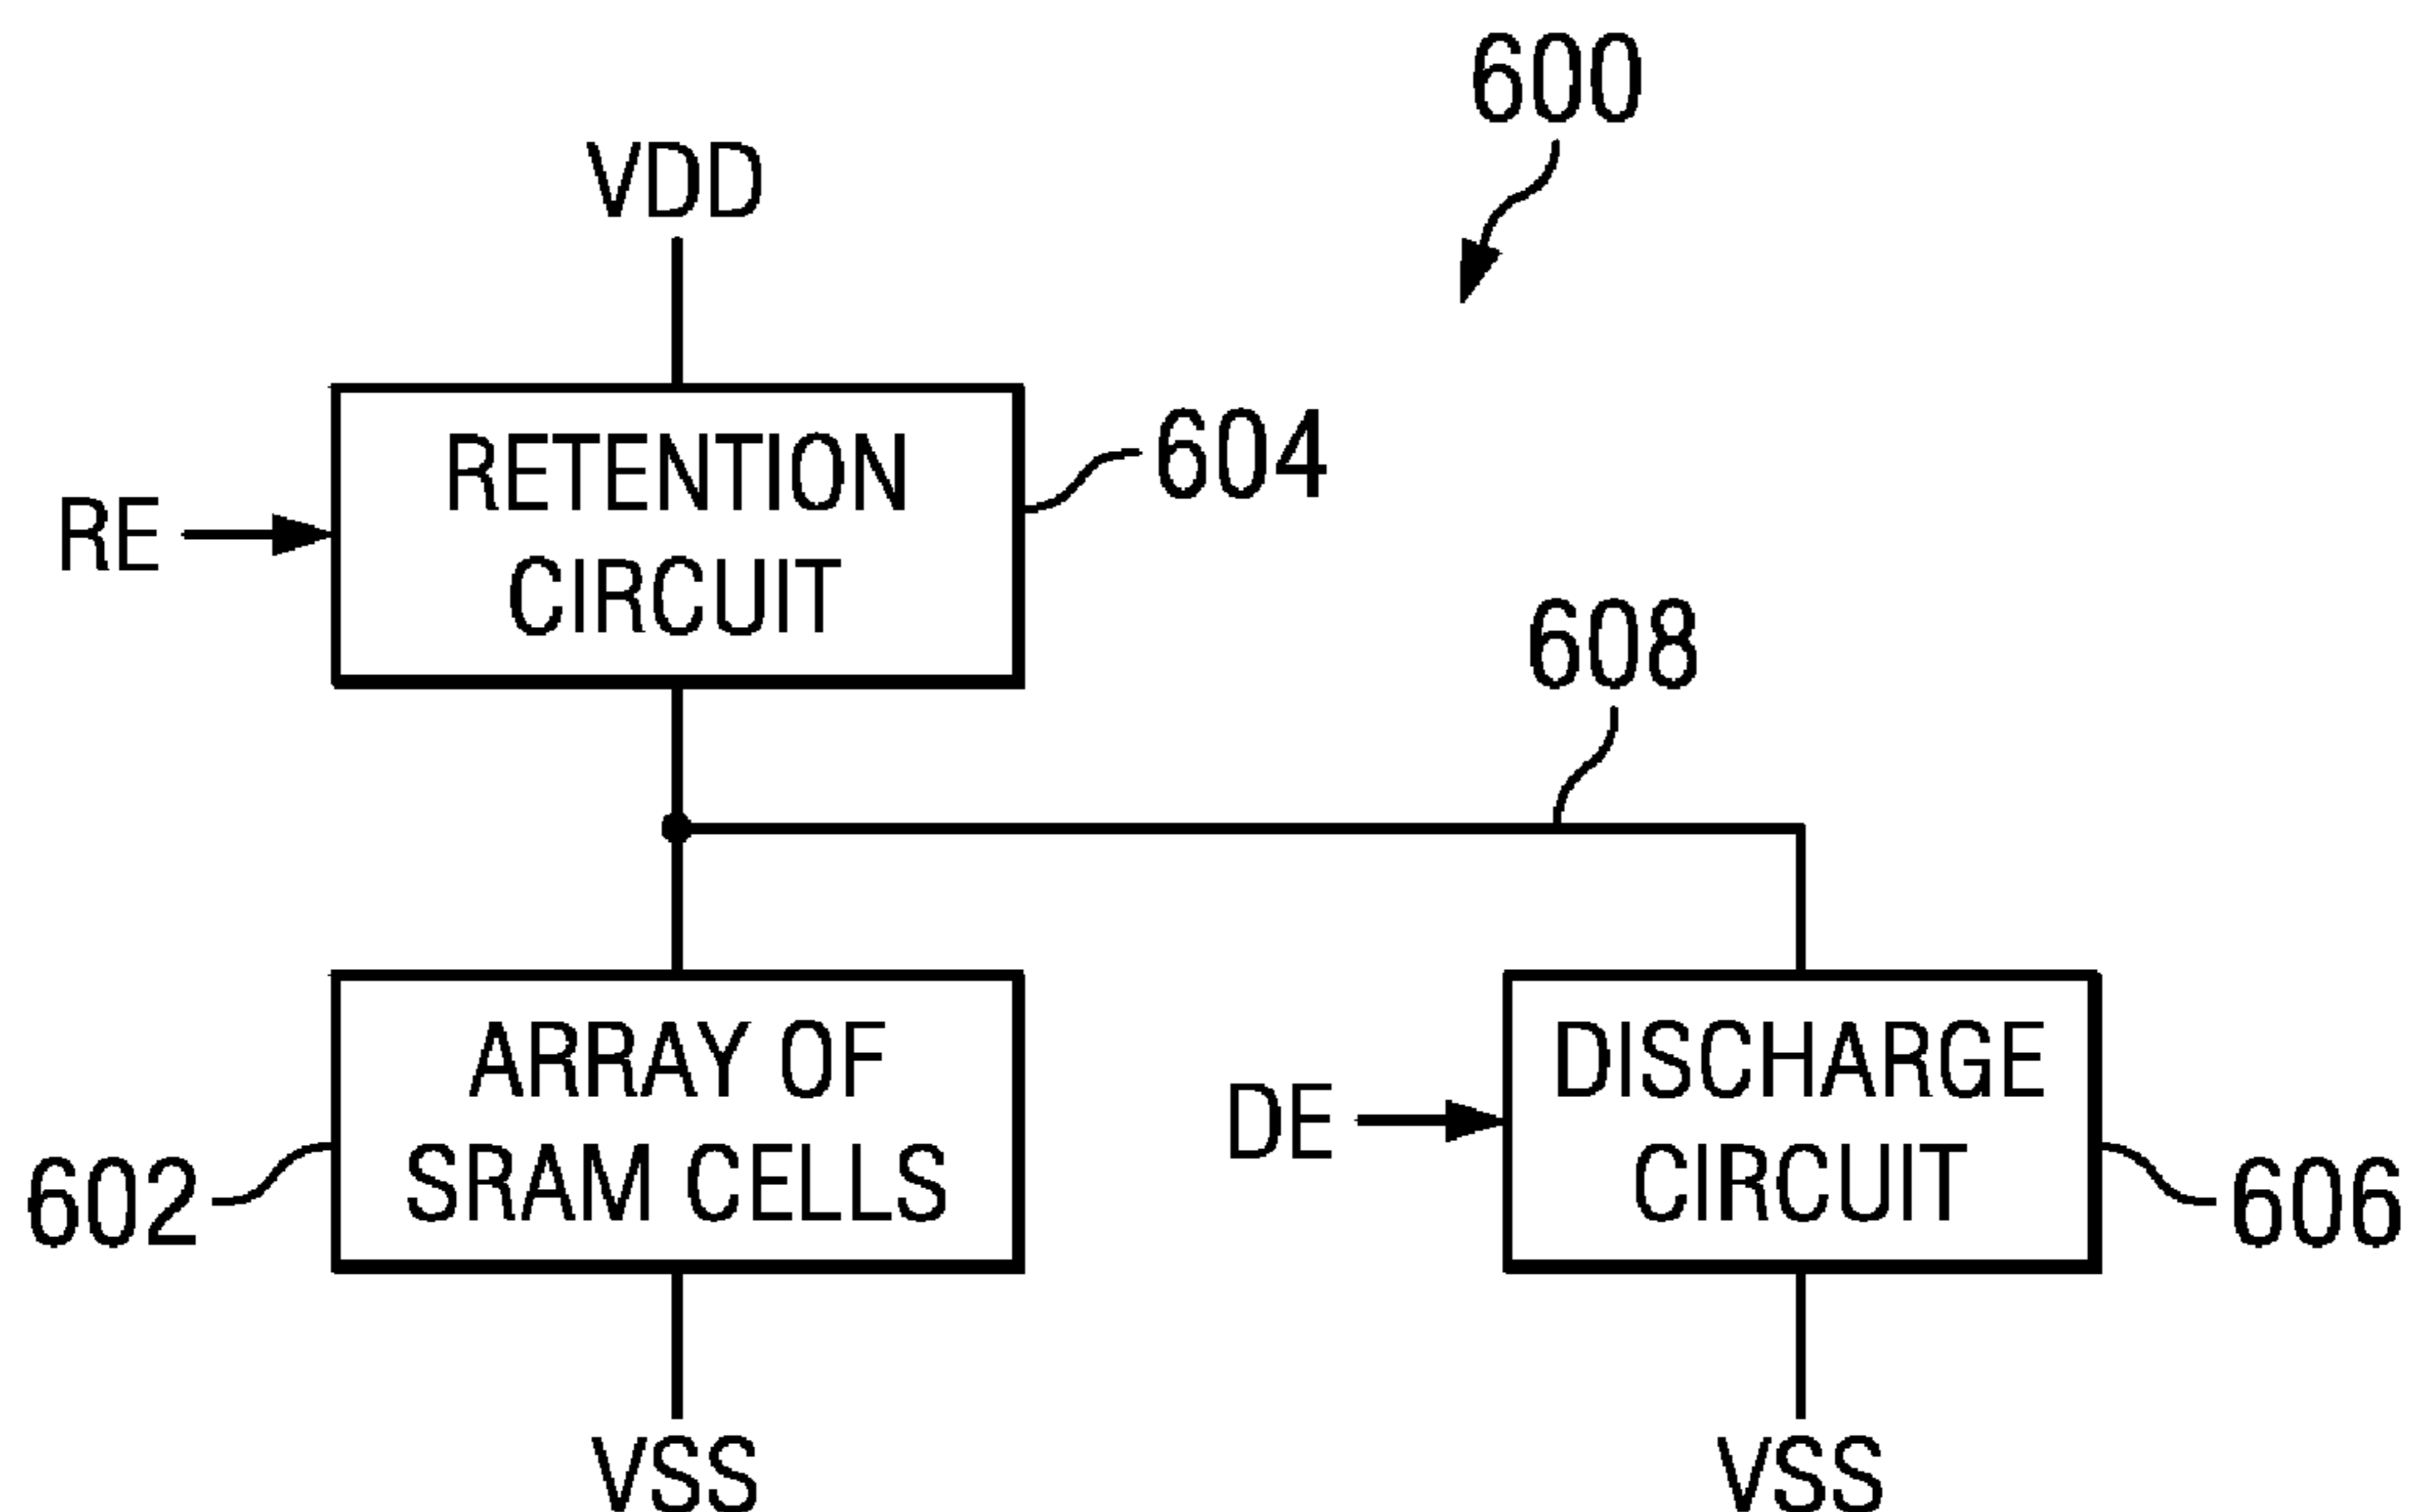 600
VDD
RETENTION
CIRCUIT
604
RE
608
ARRAY OF
SRAM CELLS
602
DISCHARGE
CIRCUIT
DE
606
VSS
VSS